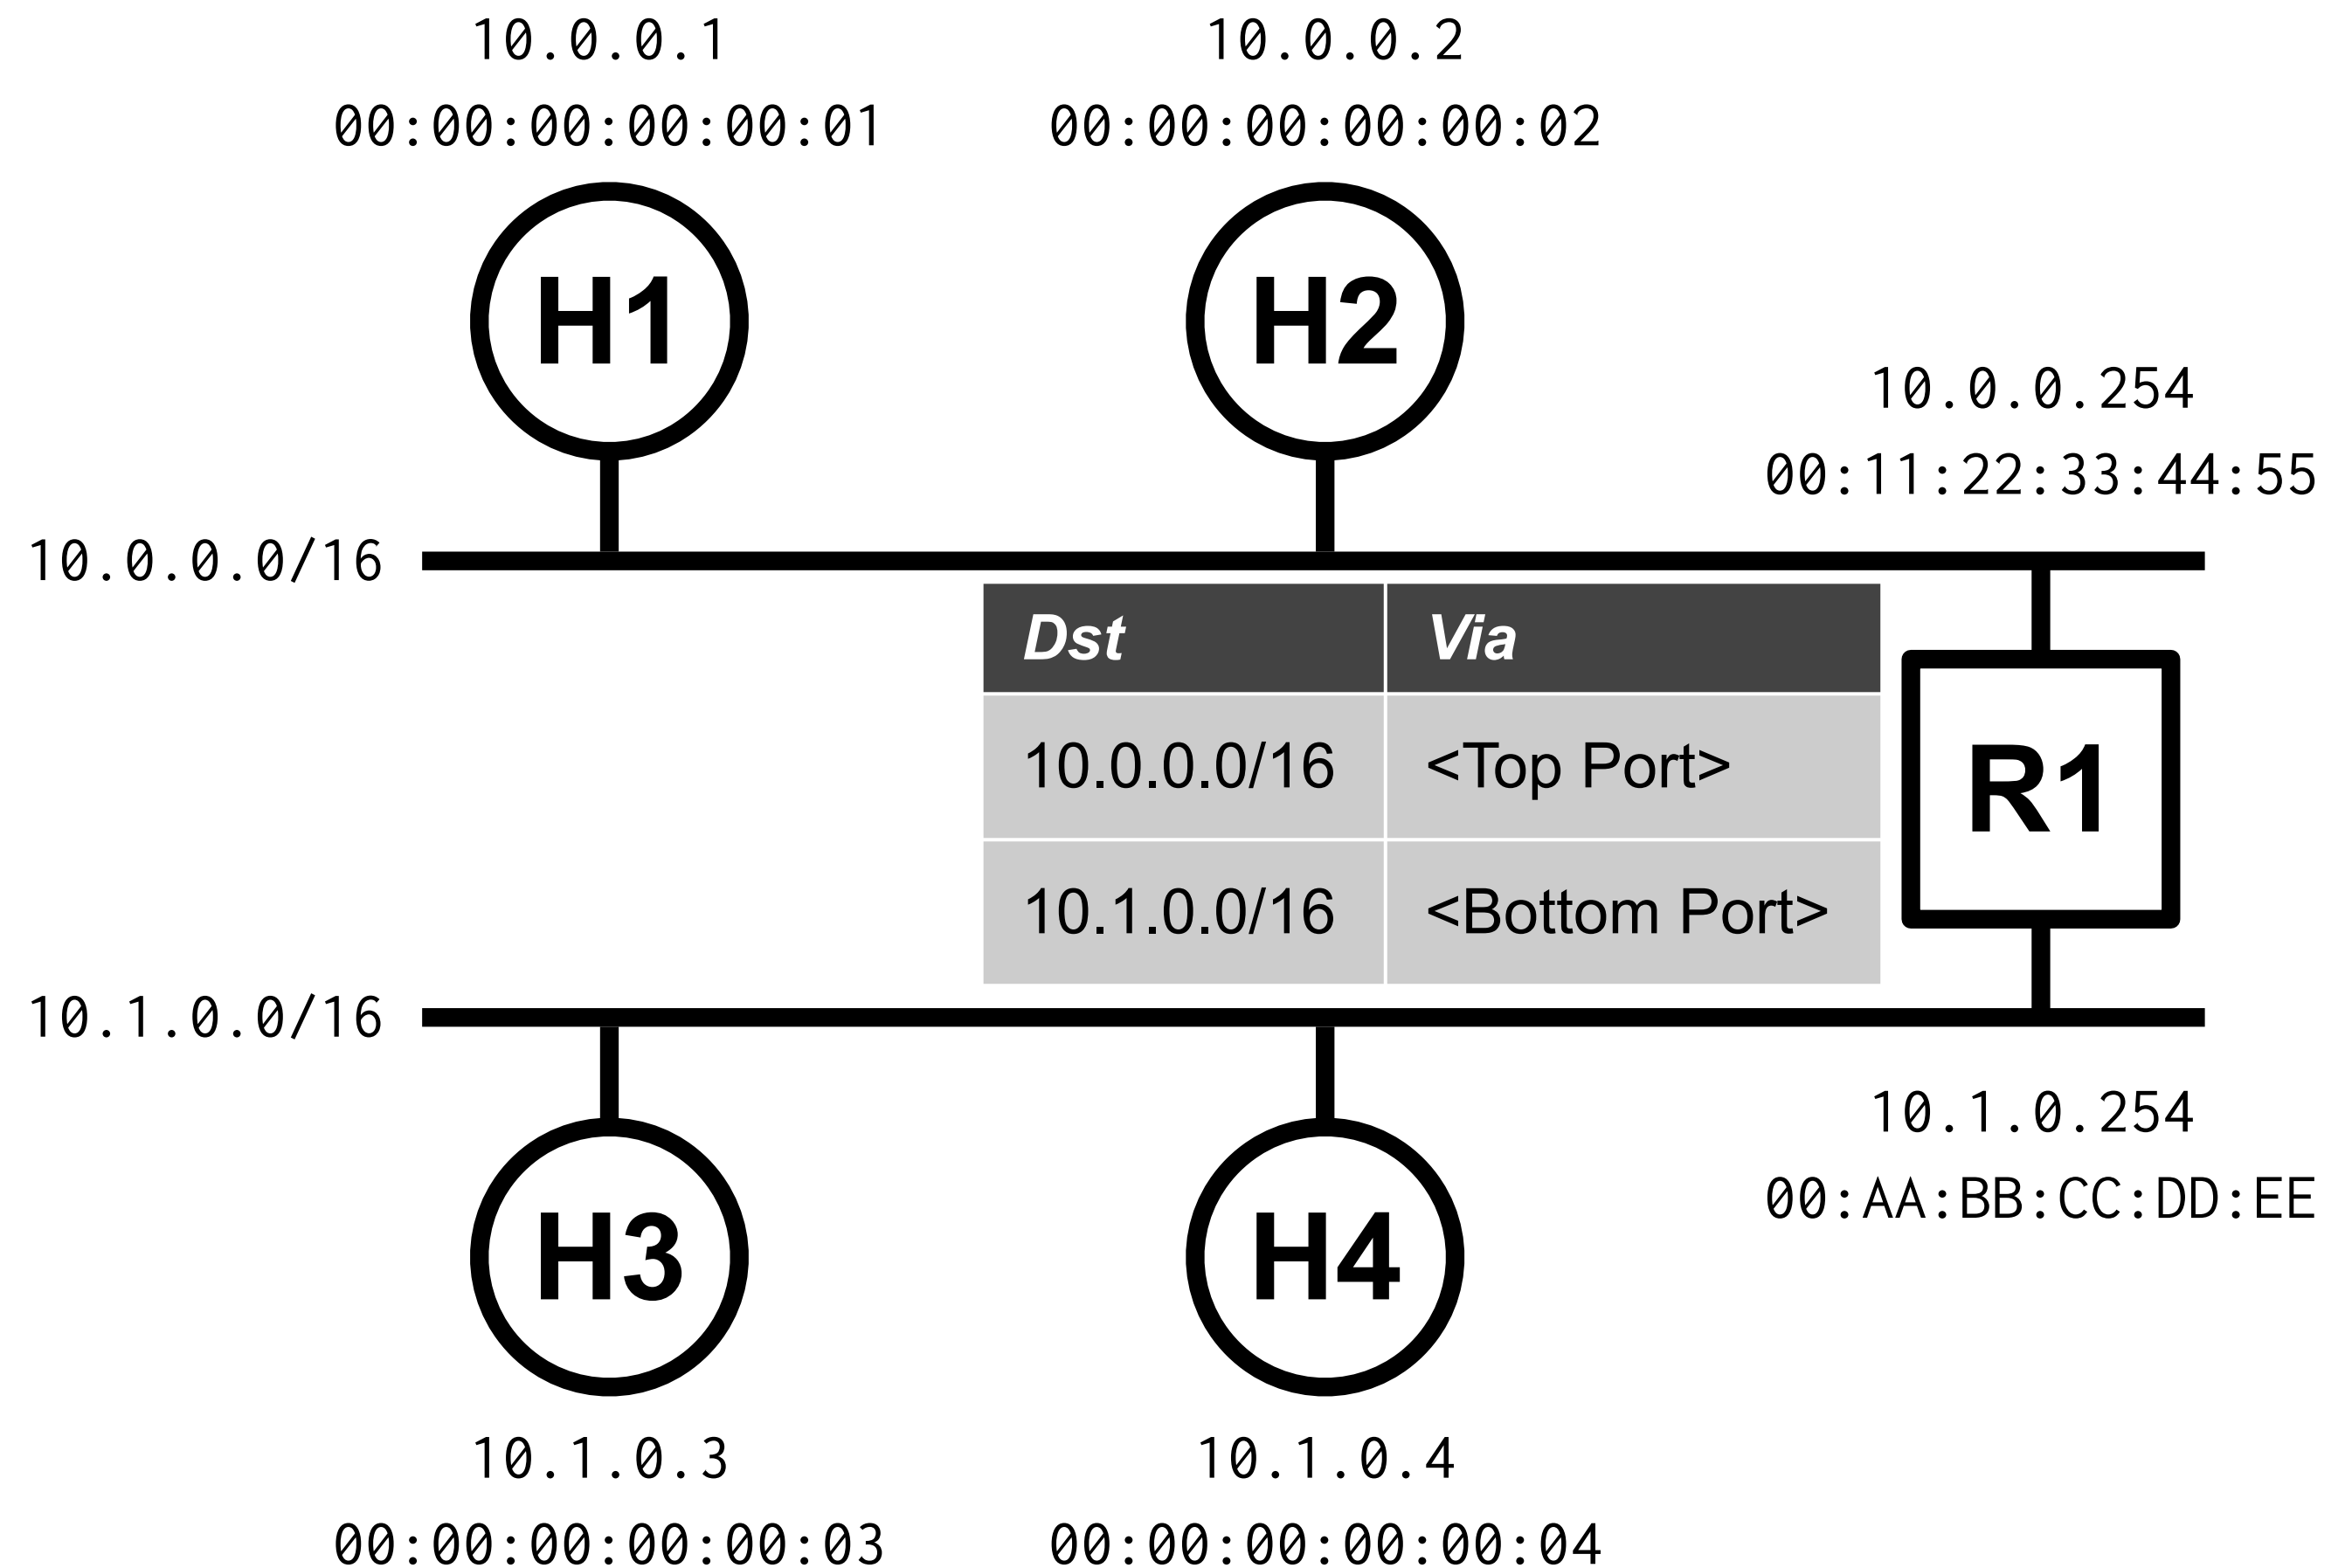 10.0.0.1
00:00:00:00:00:01
10.0.0.2
00:00:00:00:00:02
H1
H2
10.0.0.254
00:11:22:33:44:55
10.0.0.0/16
Dst Via
10.0.0.0/16 <Top Port>
10.1.0.0/16 <Bottom Port>
R1
10.1.0.0/16
10.1.0.254
00:AA:BB:CC:DD:EE
H3
H4
10.1.0.3
00:00:00:00:00:03
10.1.0.4
00:00:00:00:00:04